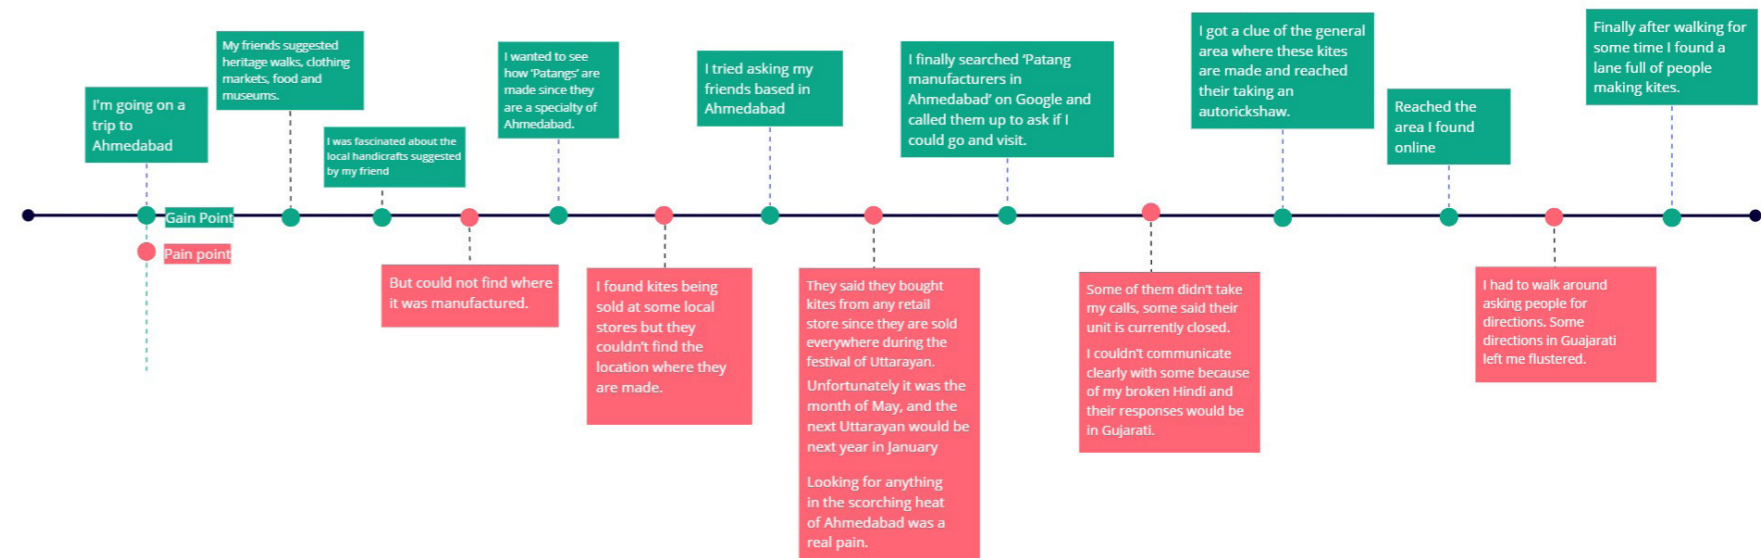 I'm going on a
trip to
Ahmedabad
My friends suggested
heritage walks, clothing
markets, food and
museums.
I was fascinated about the
local handicrafts suggested
by my friend
I wanted to see
how 'Patangs' are
made since they
are a specialty of
Ahmedabad.
I tried asking my
friends based in
Ahmedabad
I finally searched 'Patang
manufacturers in
Ahmedabad' on Google and
called them up to ask if I
could go and visit.
I got a clue of the general
area where these kites
are made and reached
their taking an
autorickshaw.
Reached the
area I found
online
Finally after walking for
some time I found a
lane full of people
making kites.
Gain Point
Pain point
But could not find where
it was manufactured.
I found kites being
sold at some local
stores but they
couldn't find the
location where they
are made.
They said they bought
kites from any retail
store since they are sold
everywhere during the
festival of Uttarayan.
Unfortunately it was the
month of May, and the
next Uttarayan would be
next year in January
Looking for anything
in the scorching heat
of Ahmedabad was a
real pain.
Some of them didn't take
my calls, some said their
unit is currently closed.
I couldn't communicate
clearly with some because
of my broken Hindi and
their responses would be
in Gujarati.
I had to walk around
asking people for
directions. Some
directions in Guajarati
left me flustered.